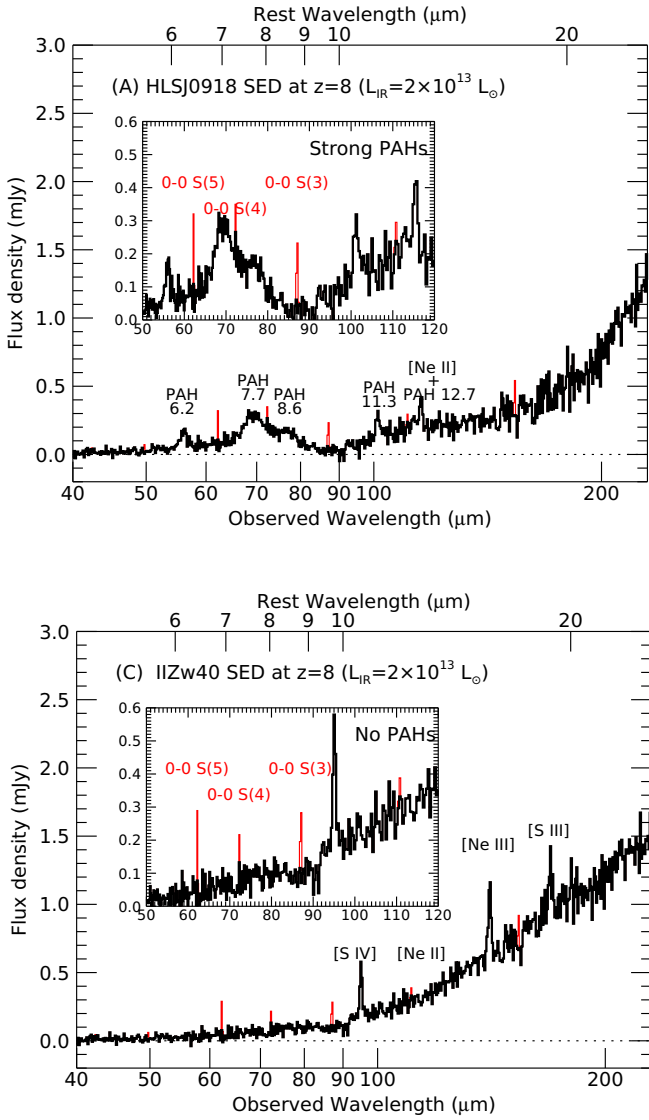 Rest Wavelength (μm)
6 7 8 9 10 20
3.0
2.5
2.0
1.5
1.0
0.5
0.0
Flux density (mJy)
(A) HLSJ0918 SED at z=8 (L_IR=2×10^13 L_⊙)
0.6
0.5
0.4
0.3
0.2
0.1
0.0
Strong PAHs
0-0 S(5)
0-0 S(3)
0-0 S(4)
50 60 70 80 90 100 110 120
[Ne II]
+
PAH 12.7
PAH
6.2
PAH
7.7
PAH
8.6
PAH
11.3
40 50 60 70 80 90 100 200
Observed Wavelength (μm)
Rest Wavelength (μm)
6 7 8 9 10 20
3.0
2.5
2.0
1.5
1.0
0.5
0.0
Flux density (mJy)
(C) IIZw40 SED at z=8 (L_IR=2×10^13 L_⊙)
0.6
0.5
0.4
0.3
0.2
0.1
0.0
No PAHs
0-0 S(5)
0-0 S(3)
0-0 S(4)
50 60 70 80 90 100 110 120
[S III]
[Ne III]
[S IV] [Ne II]
40 50 60 70 80 90 100 200
Observed Wavelength (μm)